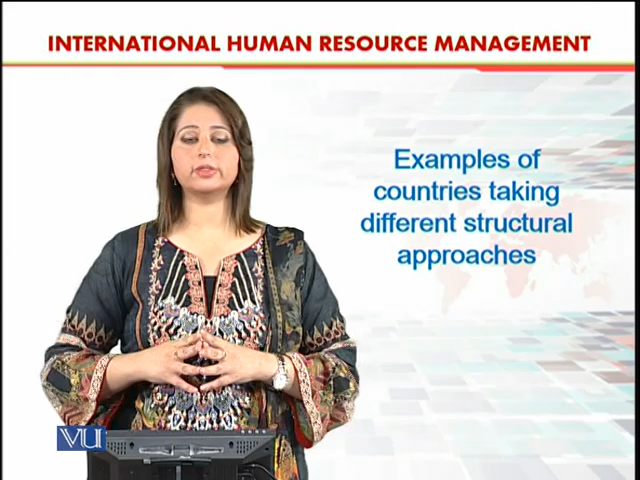 INTERNATIONAL HUMAN RESOURCE MANAGEMENT
Examples of
countries taking
different structural
approaches
VU